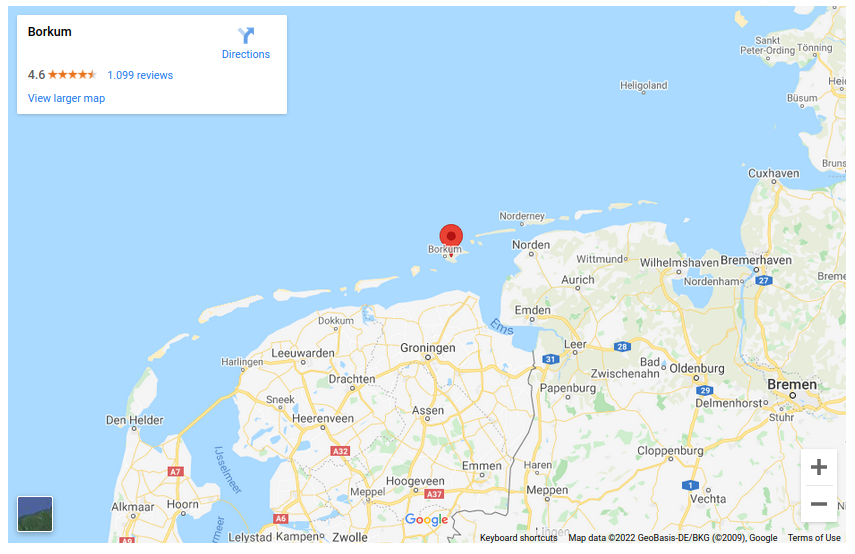 Borkum
Directions
4.6
1.099 reviews
View larger map
Sankt
Peter-Ording
Tönning
Heligoland
Büsum
Cuxhaven
Norderney
Borkum
Norden
Wittmund
Wilhelmshaven
Bremerhaven
Nordenham
27
Aurich
Emden
Ems
Dokkum
Leeuwarden
Groningen
Harlingen
31
Leer
28
Bad
Zwischenahn
Oldenburg
29
Bremen
Delmenhorst
Stuhr
Drachten
Papenburg
Sneek
Heerenveen
Assen
Den Helder
A32
Cloppenburg
A7
IJsselmeer
Emmen
Haren
Hoogeveen
A37
Meppel
Meppen
1
Vechta
Alkmaar
Hoorn
A6
A9
Lelystad
Kampen
Zwolle
Lingen
Google
Keyboard shortcuts
Map data ©2022 GeoBasis-DE/BKG (©2009), Google
Terms of Use